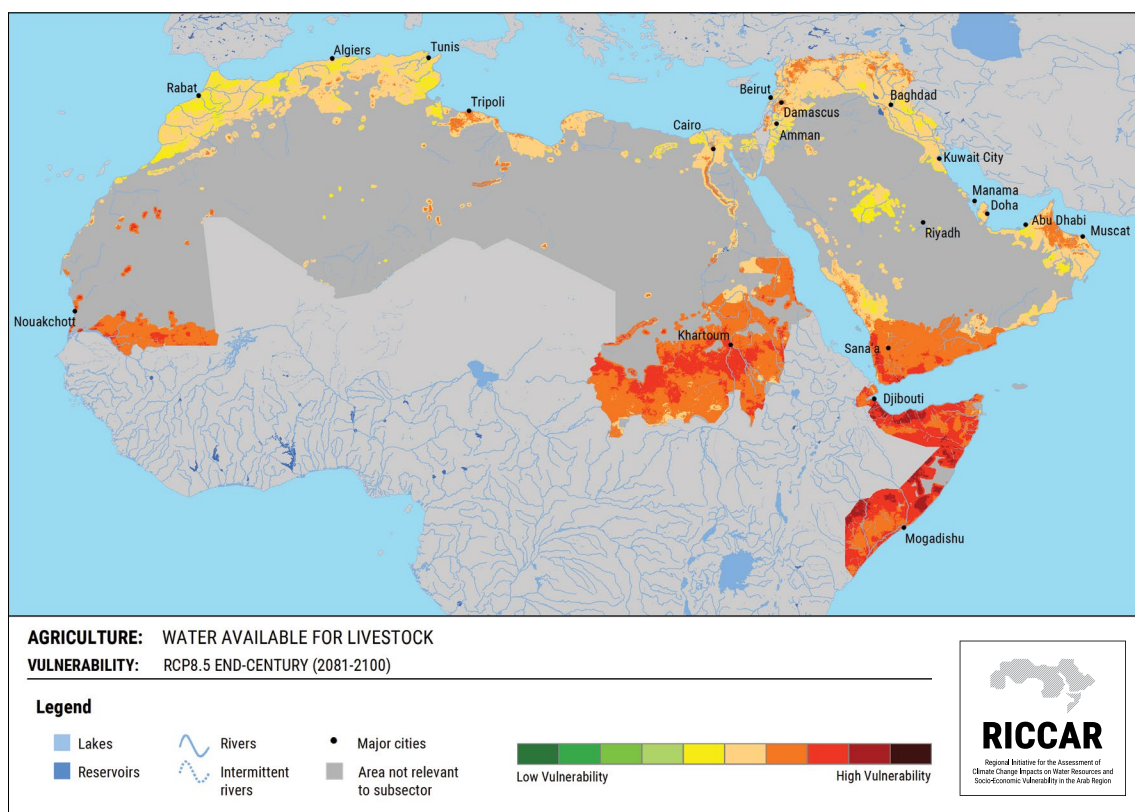 Algiers
Tunis
Rabat
Tripoli
Beirut
Damascus
Baghdad
Cairo
Amman
Kuwait City
Manama
Doha
Abu Dhabi
Riyadh
Muscat
Nouakchott
Khartoum
Sana'a
Djibouti
Mogadishu
AGRICULTURE: WATER AVAILABLE FOR LIVESTOCK
VULNERABILITY: RCP8.5 END-CENTURY (2081-2100)
Legend
Lakes
Reservoirs
Rivers
Intermittent
rivers
Major cities
Area not relevant
to subsector
Low Vulnerability
High Vulnerability
RICCAR
Regional Initiative for the Assessment of
Climate Change Impacts on Water Resources and
Socio-Economic Vulnerability in the Arab Region